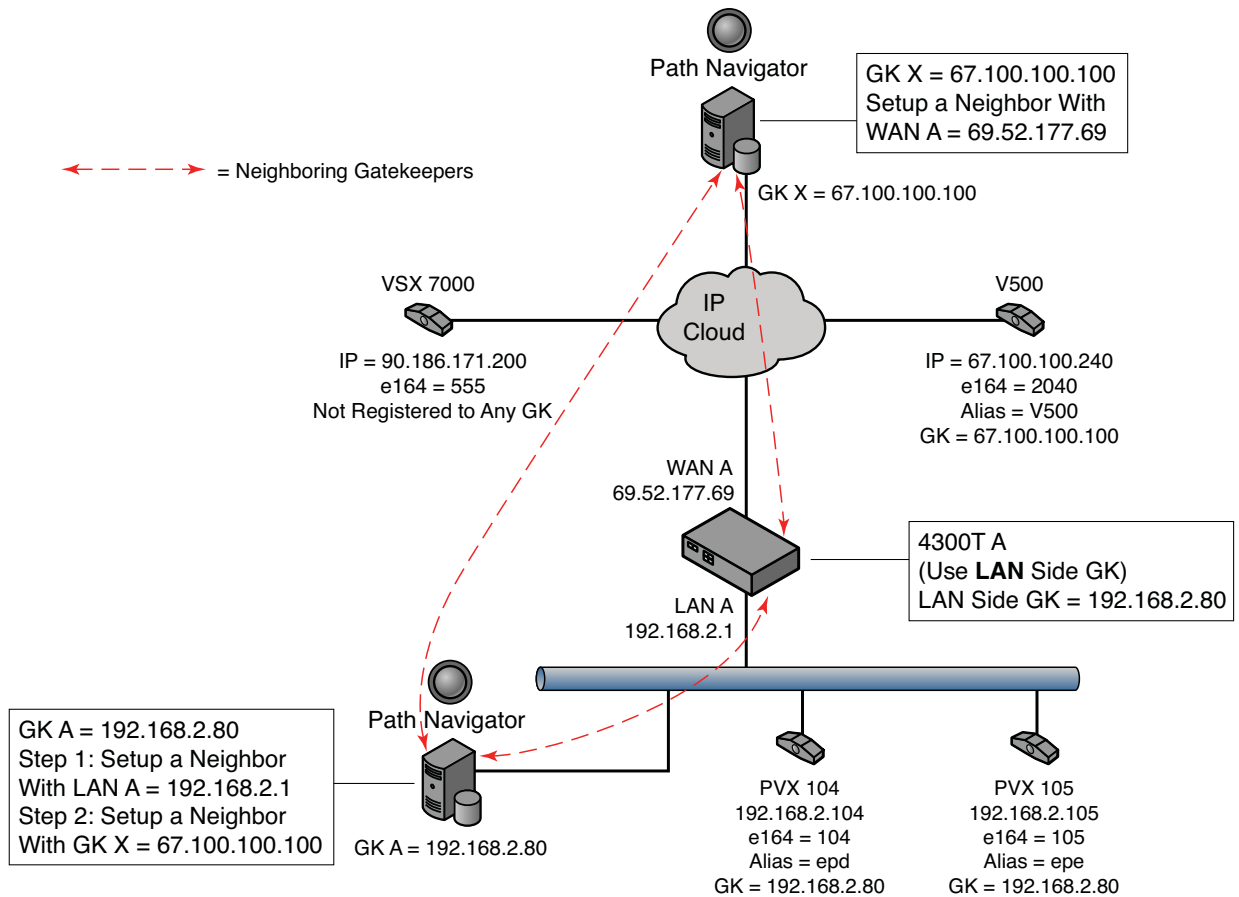 Path Navigator
GK X = 67.100.100.100
Setup a Neighbor With
WAN A = 69.52.177.69
= Neighboring Gatekeepers
GK X = 67.100.100.100
VSX 7000
IP = 90.186.171.200
e164 = 555
Not Registered to Any GK
IP
Cloud
V500
IP = 67.100.100.240
e164 = 2040
Alias = V500
GK = 67.100.100.100
WAN A
69.52.177.69
4300T A
(Use LAN Side GK)
LAN Side GK = 192.168.2.80
LAN A
192.168.2.1
Path Navigator
GK A = 192.168.2.80
Step 1: Setup a Neighbor
With LAN A = 192.168.2.1
Step 2: Setup a Neighbor
With GK X = 67.100.100.100
GK A = 192.168.2.80
PVX 104
192.168.2.104
e164 = 104
Alias = epd
GK = 192.168.2.80
PVX 105
192.168.2.105
e164 = 105
Alias = epe
GK = 192.168.2.80